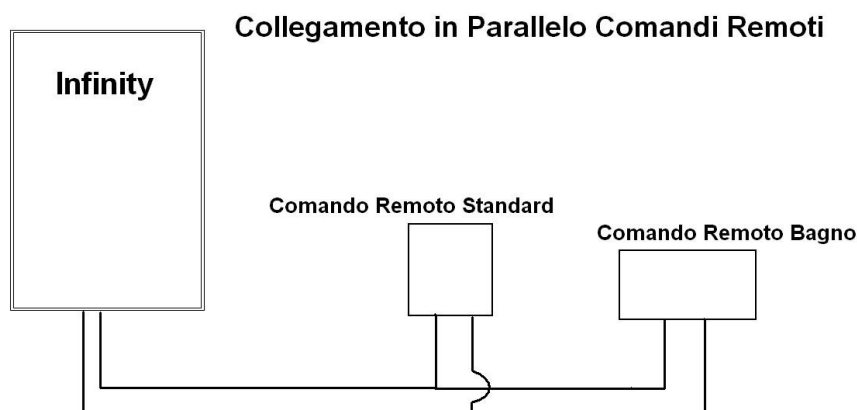 Collegamento in Parallelo Comandi Remoti
Infinity
Comando Remoto Standard
Comando Remoto Bagno